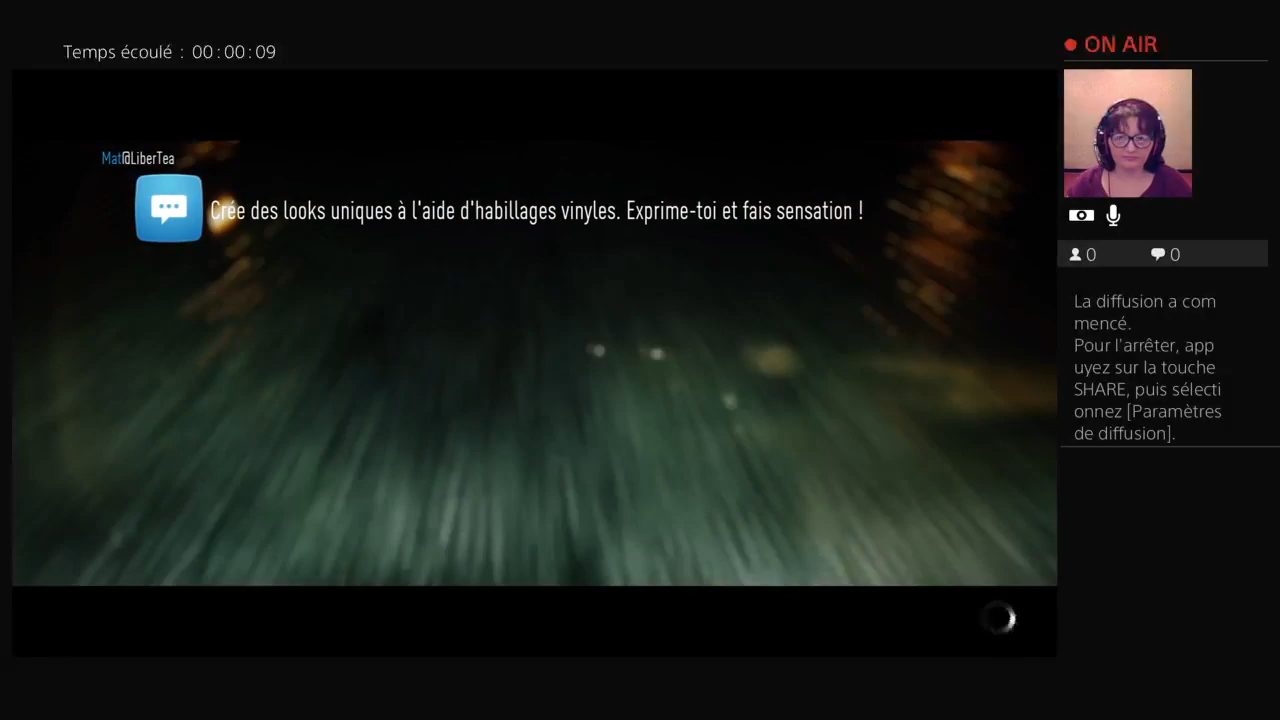 Temps écoulé : 00:00:09
ON AIR
Mat@LiberTea
Crée des looks uniques à l'aide d'habillages vinyles. Exprime-toi et fais sensation !
0 0
La diffusion a com
mencé.
Pour l'arrêter, app
uyez sur la touche
SHARE, puis sélecti
onnez [Paramètres
de diffusion].